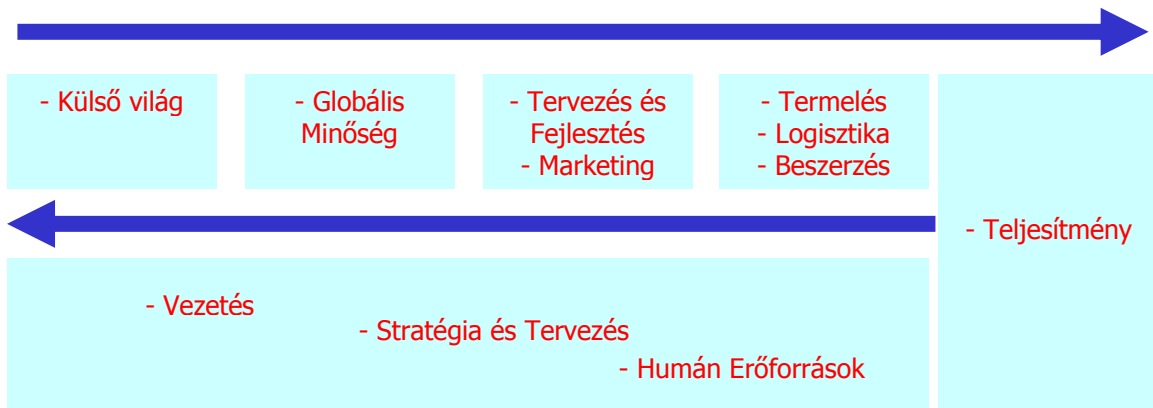 - Külső világ
- Globális
Minőség
- Tervezés és
Fejlesztés
- Marketing
- Termelés
- Logisztika
- Beszerzés
- Teljesítmény
- Vezetés
- Stratégia és Tervezés
- Humán Erőforrások